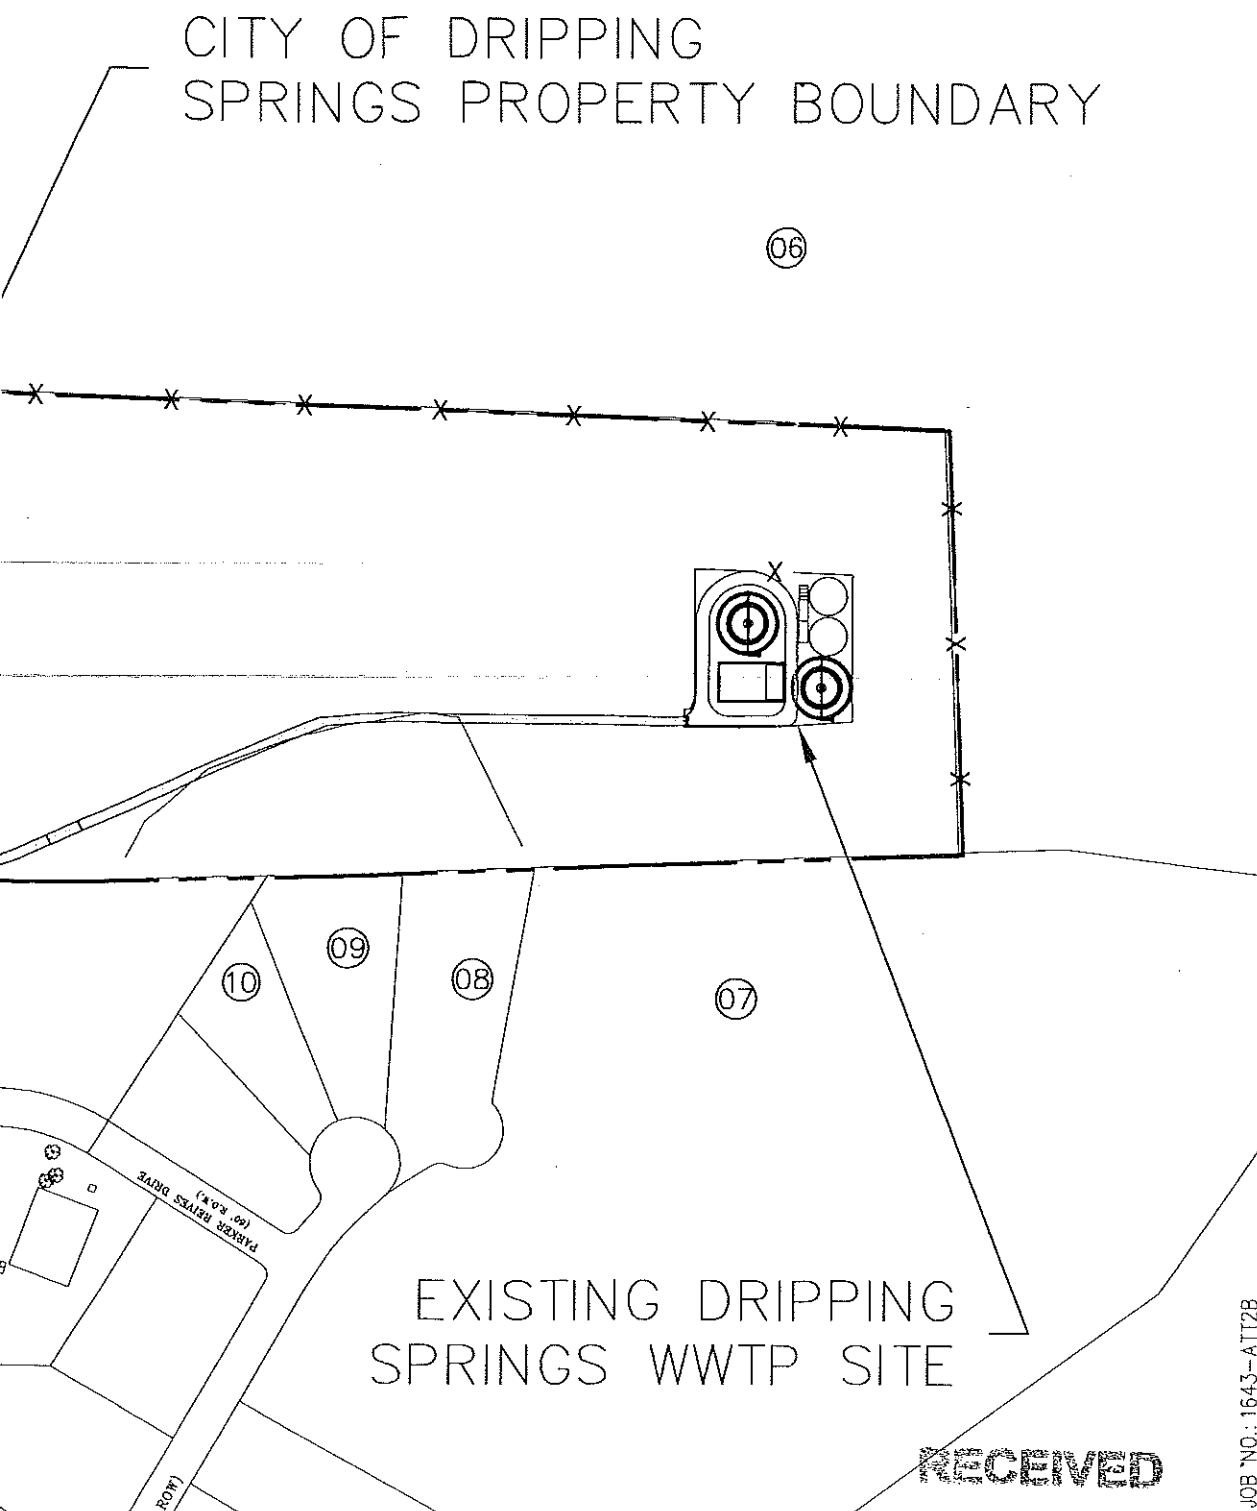 CITY OF DRIPPING
SPRINGS PROPERTY BOUNDARY
06
X X X X X X X
X
X
X
X
10
09
08
07
PARKER REIVES DRIVE
(60' R.O.W.)
EXISTING DRIPPING
SPRINGS WWTP SITE
ROW)
RECEIVED
JOB NO.: 1643-ATT2B